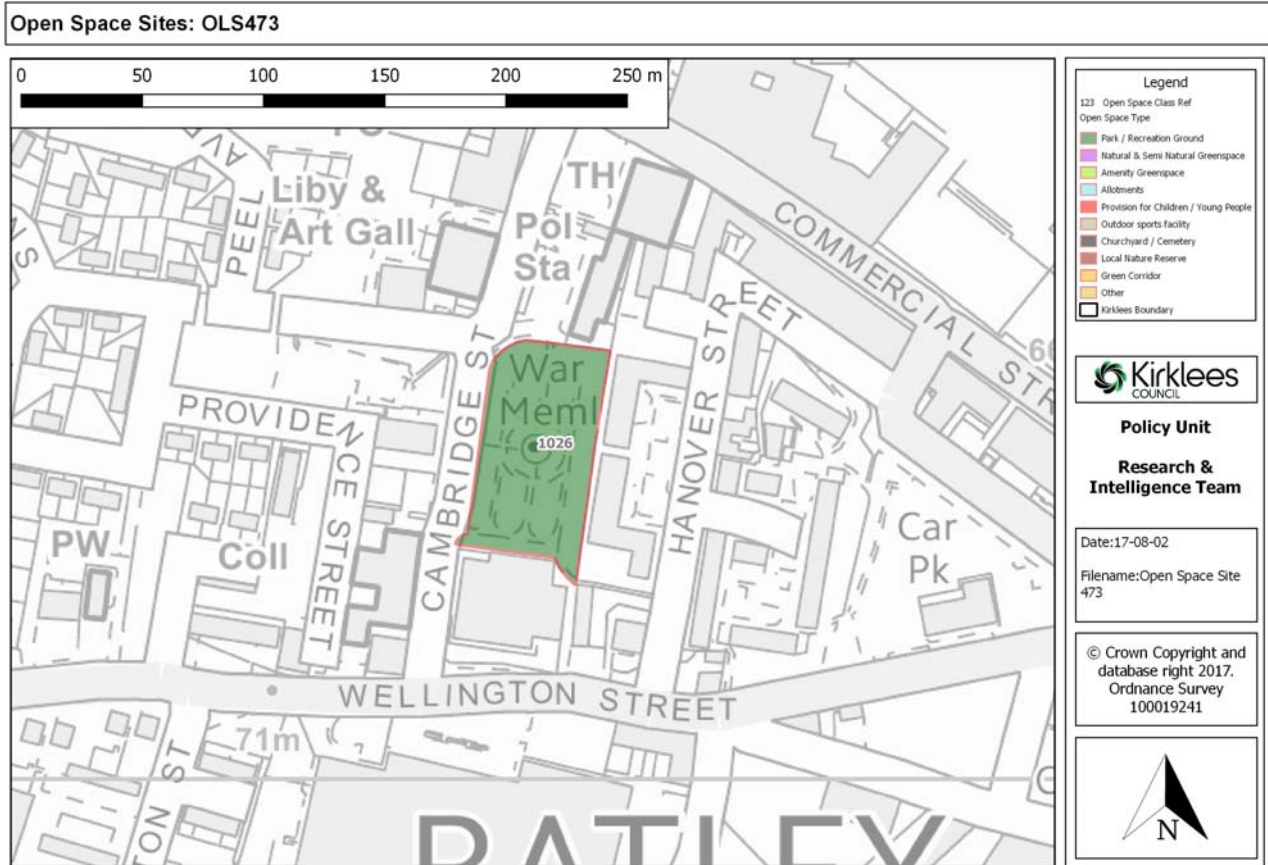 Open Space Sites: OLS473
0 50 100 150 200 250 m
Liby &
Art Gall
PEEL
AV
TH
Pol
Sta
COMMERCIAL STR
HANOVER STREET
CAMBRIDGE ST
War
Meml
1026
PROVIDENCE STREET
PW
Coll
Car
Pk
WELLINGTON STREET
71m
TON ST
BATLEY
Legend
123 Open Space Class Ref
Open Space Type
Park / Recreation Ground
Natural & Semi Natural Greenspace
Amenity Greenspace
Allotments
Provision for Children / Young People
Outdoor sports facility
Churchyard / Cemetery
Local Nature Reserve
Green Corridor
Other
Kirklees Boundary
Kirklees
COUNCIL
Policy Unit
Research &
Intelligence Team
Date:17-08-02
Filename:Open Space Site
473
© Crown Copyright and
database right 2017.
Ordnance Survey
100019241
N